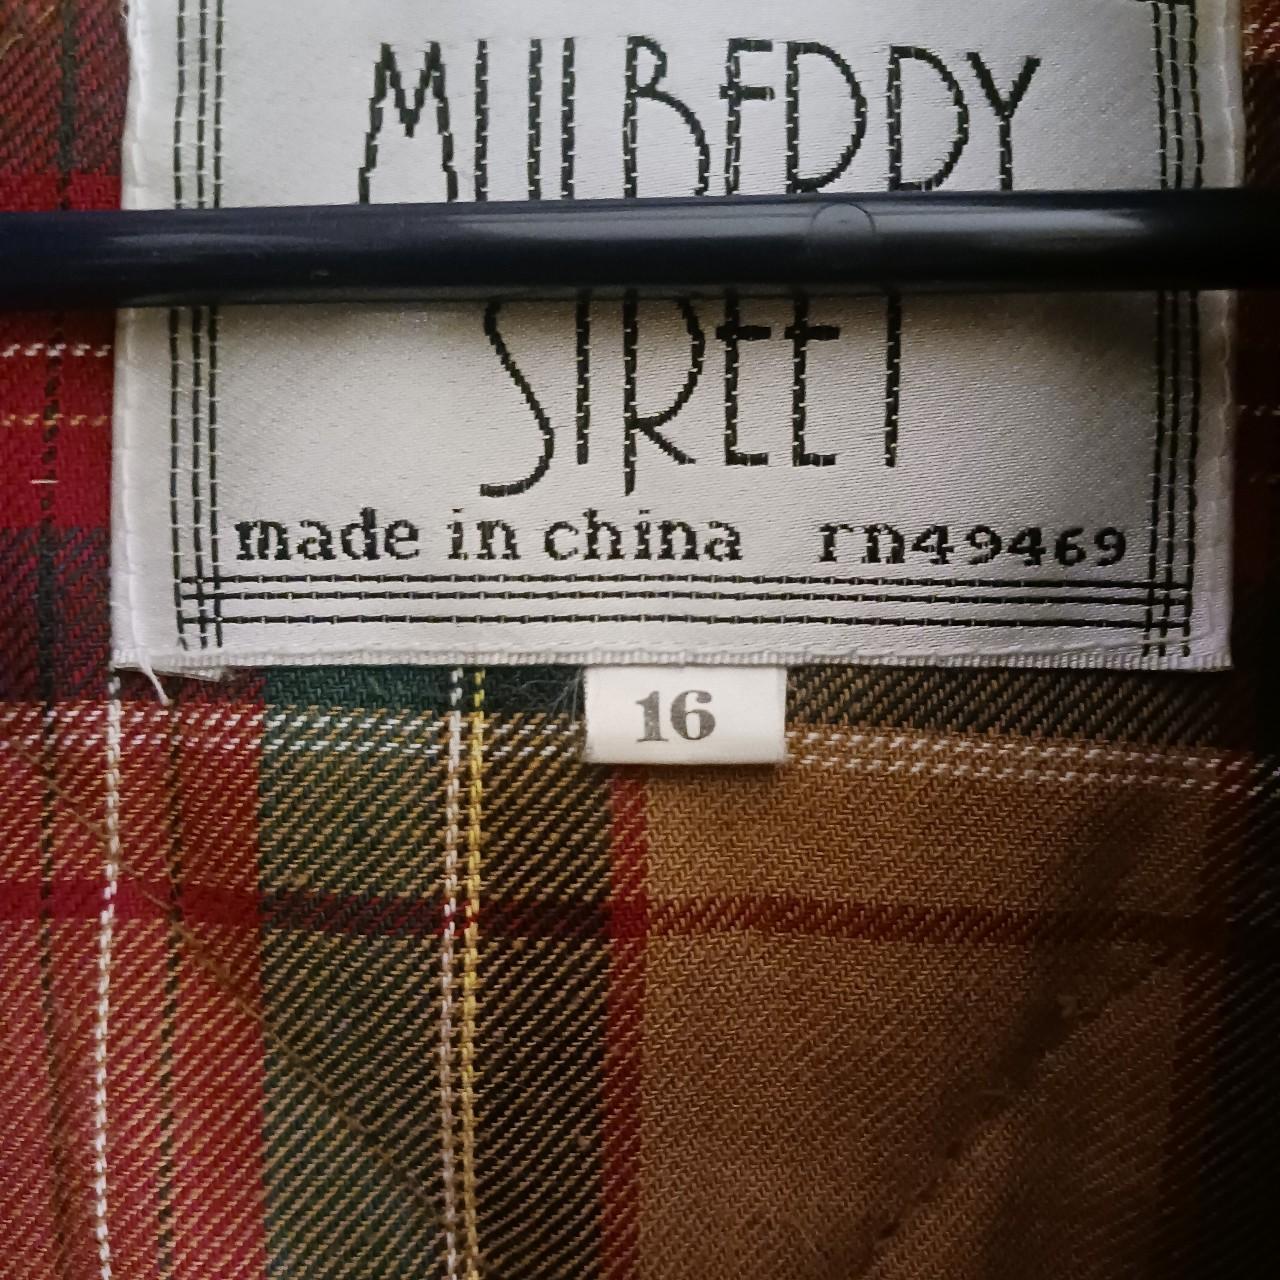 MULBERRY
STREET
made in china rn49469
16